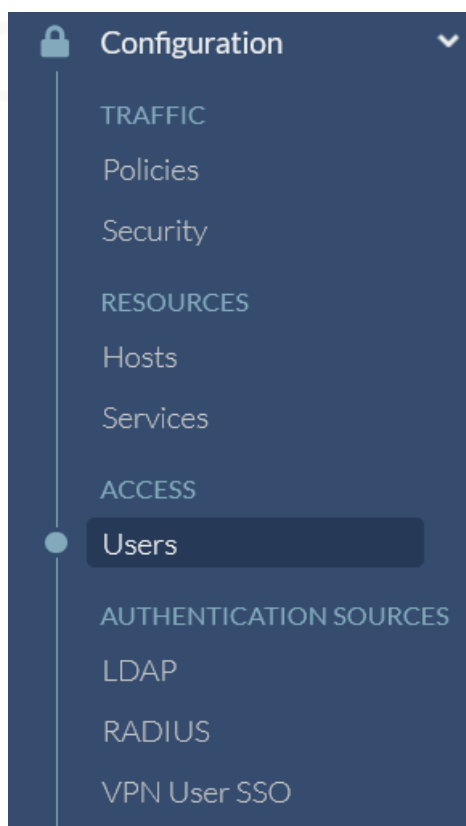 Configuration
TRAFFIC
Policies
Security
RESOURCES
Hosts
Services
ACCESS
Users
AUTHENTICATION SOURCES
LDAP
RADIUS
VPN User SSO